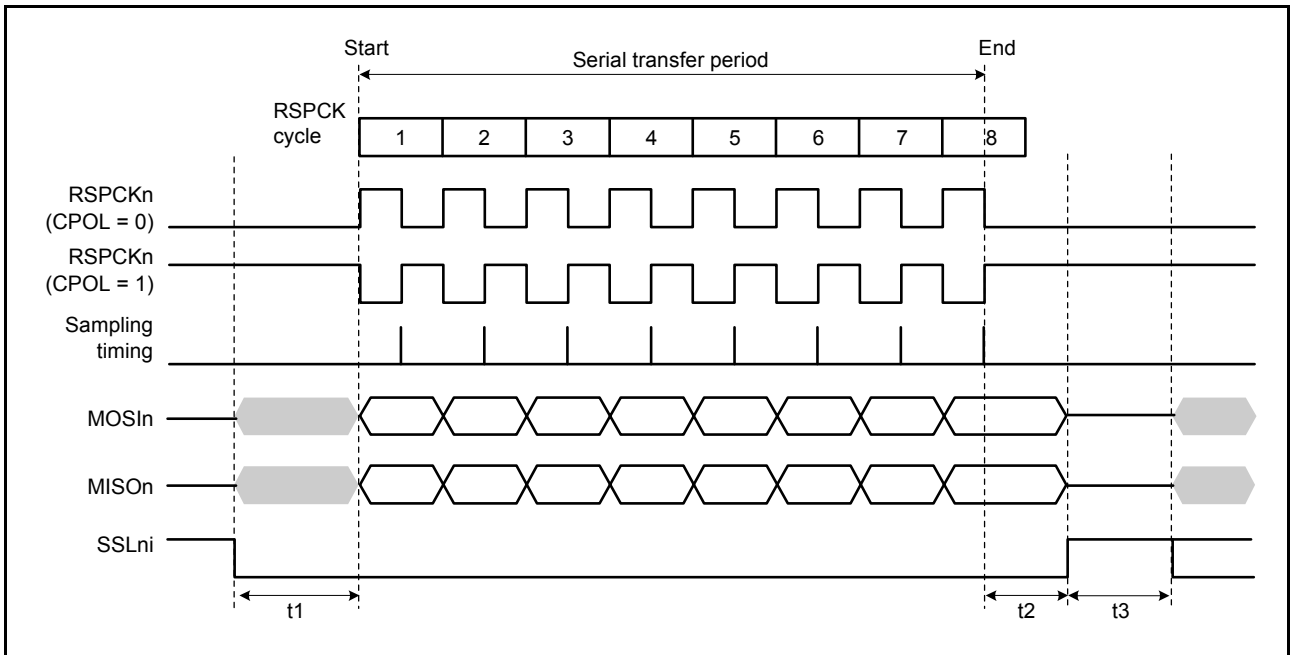 Start
End
Serial transfer period
RSPCK
cycle
1 2 3 4 5 6 7 8
RSPCKn
(CPOL = 0)
RSPCKn
(CPOL = 1)
Sampling
timing
MOSIn
MISOn
SSLni
t1
t2
t3